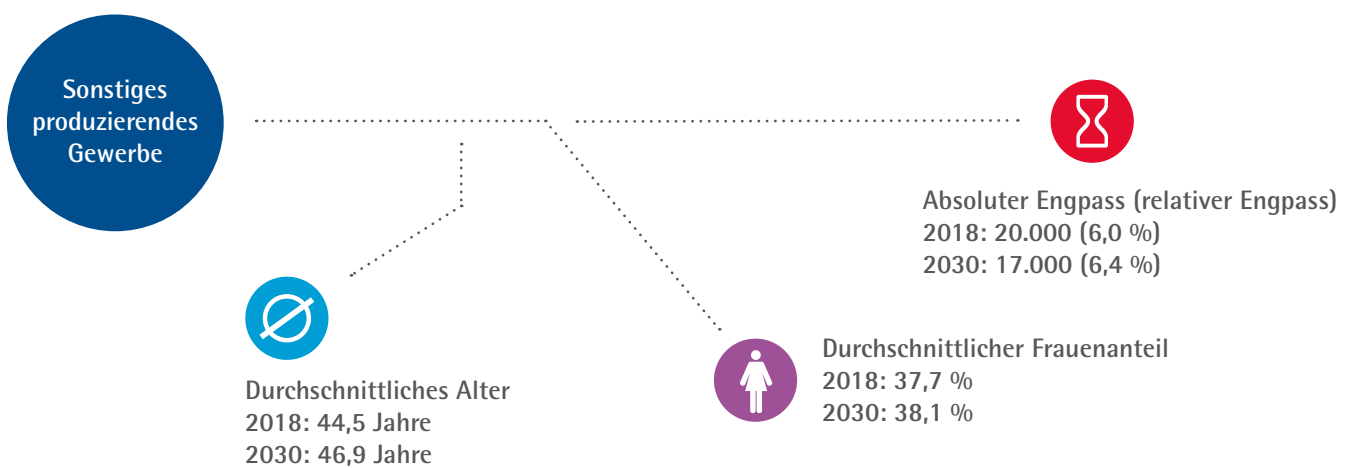 Sonstiges
produzierendes
Gewerbe
Absoluter Engpass (relativer Engpass)
2018: 20.000 (6,0 %)
2030: 17.000 (6,4 %)
Durchschnittlicher Frauenanteil
2018: 37,7 %
2030: 38,1 %
Durchschnittliches Alter
2018: 44,5 Jahre
2030: 46,9 Jahre